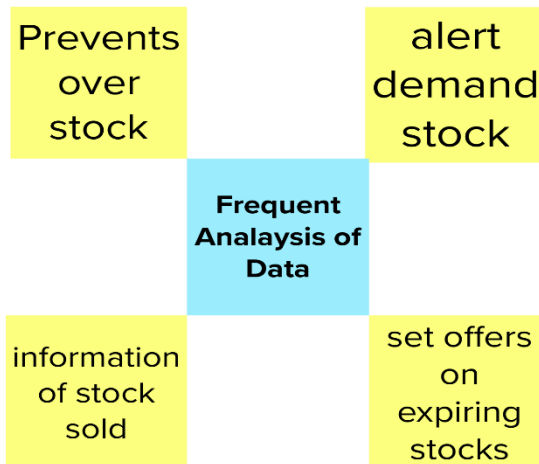 Prevents
over
stock
alert
demand
stock
Frequent
Analaysis of
Data
information
of stock
sold
set offers
on
expiring
stocks